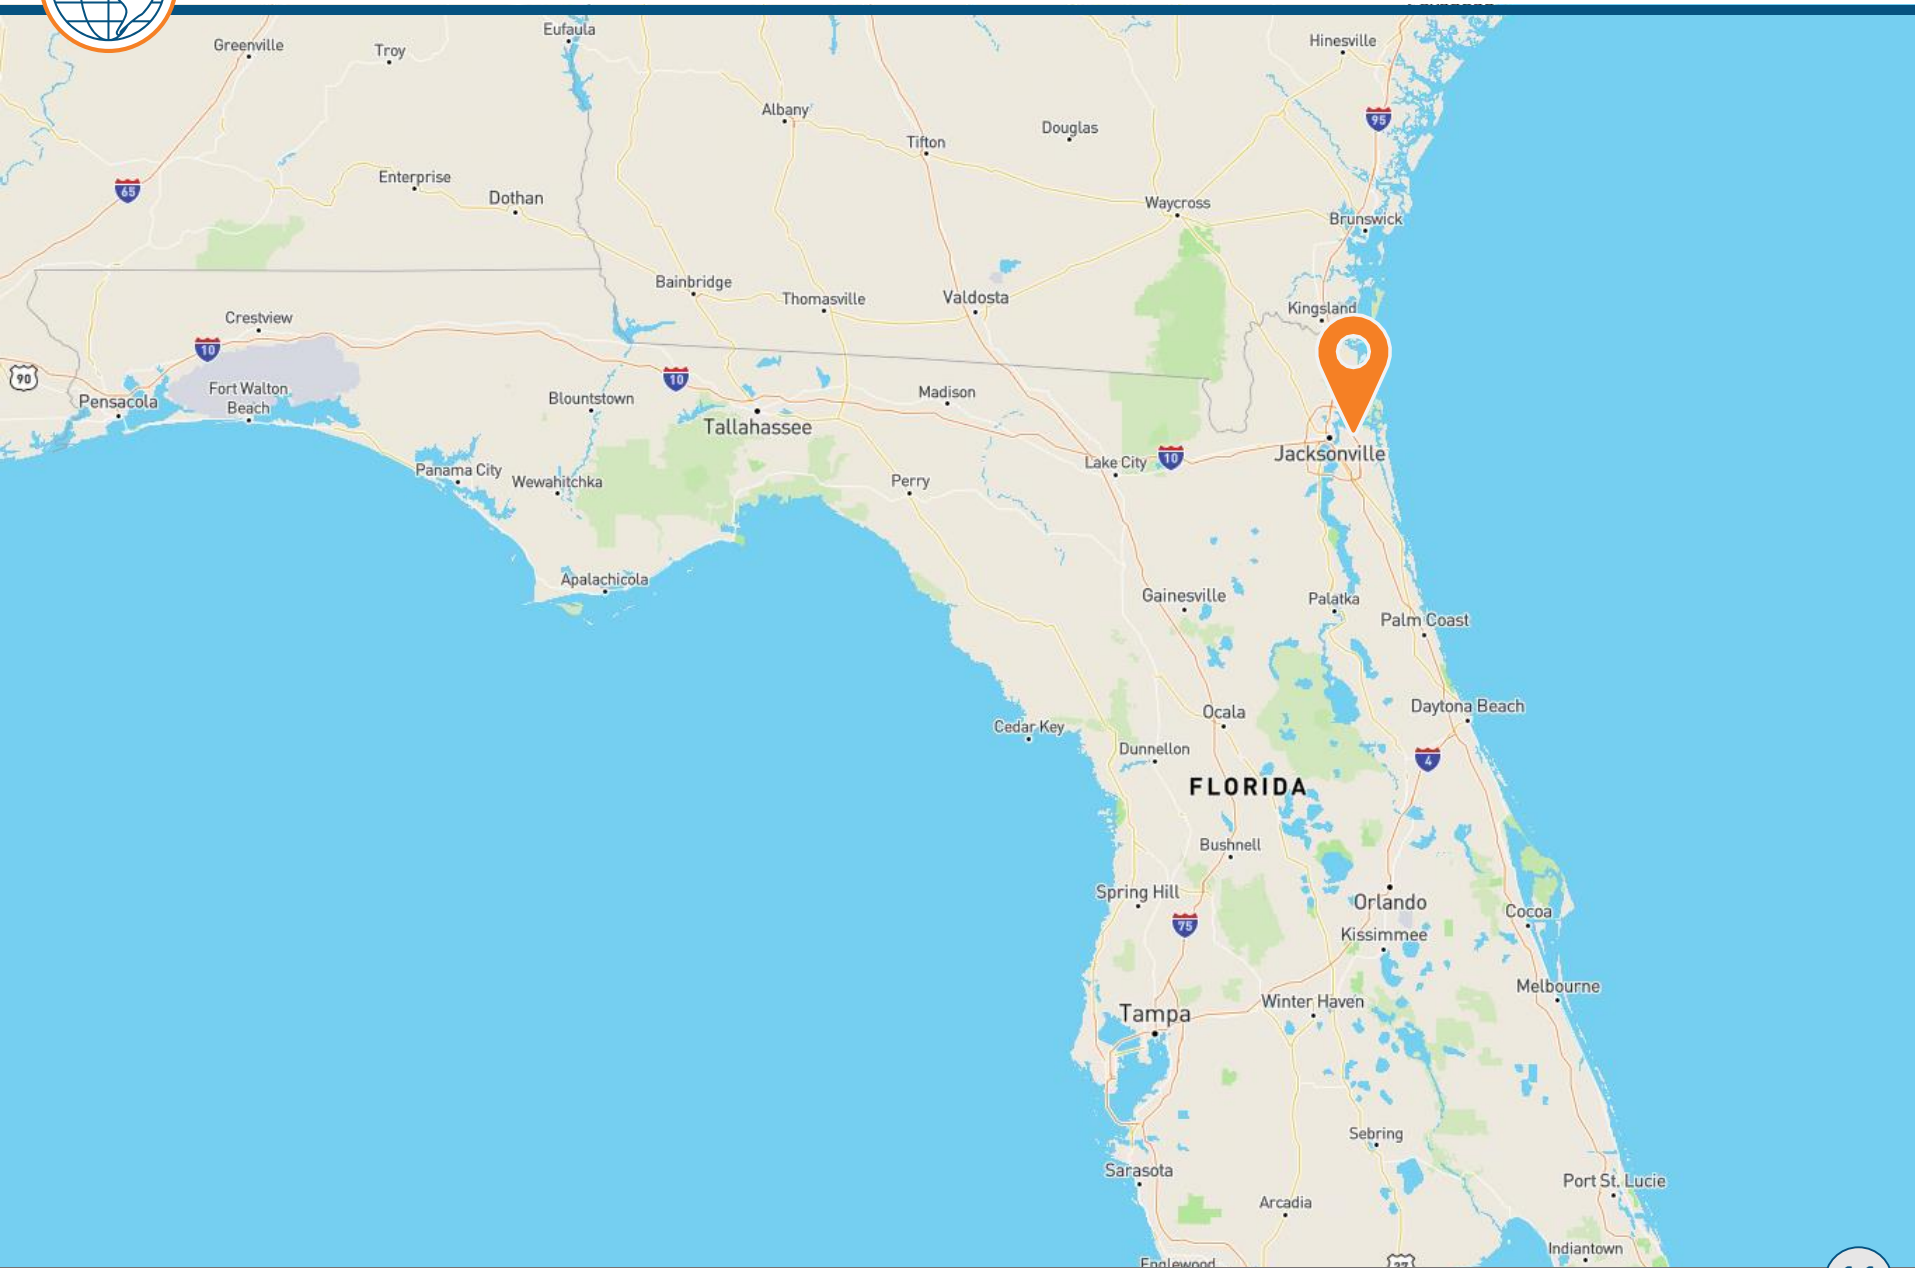 Eufaula
Greenville
Troy
Hinesville
Albany
95
Douglas
Tifton
Enterprise
65
Dothan
Waycross
Brunswick
Bainbridge
Thomasville
Valdosta
Kingsland
Crestview
10
90
10
Fort Walton
Beach
Pensacola
Blountstown
Madison
Tallahassee
Jacksonville
10
Lake City
Panama City
Wewahitchka
Perry
Apalachicola
Gainesville
Palatka
Palm Coast
Daytona Beach
Ocala
Cedar Key
Dunnellon
4
FLORIDA
Bushnell
Spring Hill
Orlando
Cocoa
75
Kissimmee
Melbourne
Winter Haven
Tampa
Sebring
Sarasota
Port St. Lucie
Arcadia
Indiantown
Englewood
27